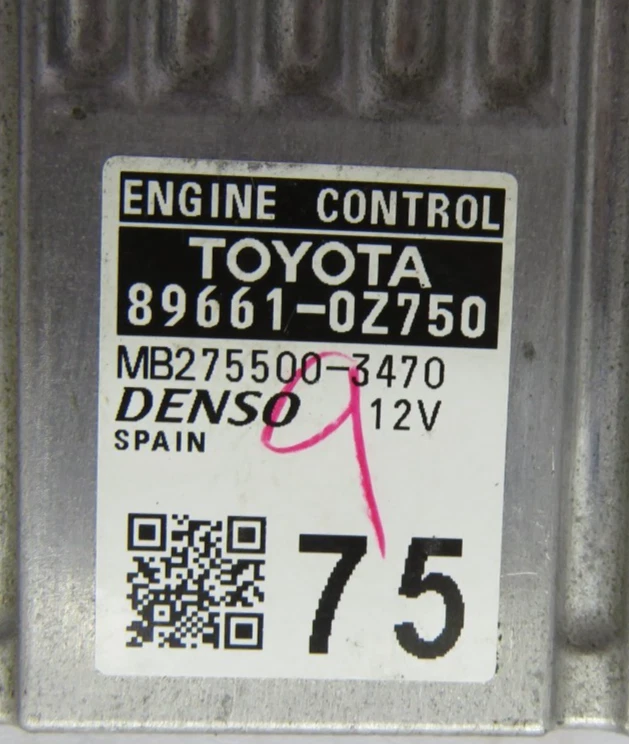 ENGINE CONTROL
TOYOTA
89661-0Z750
MB275500-3470
DENSO 12V
SPAIN
9
75